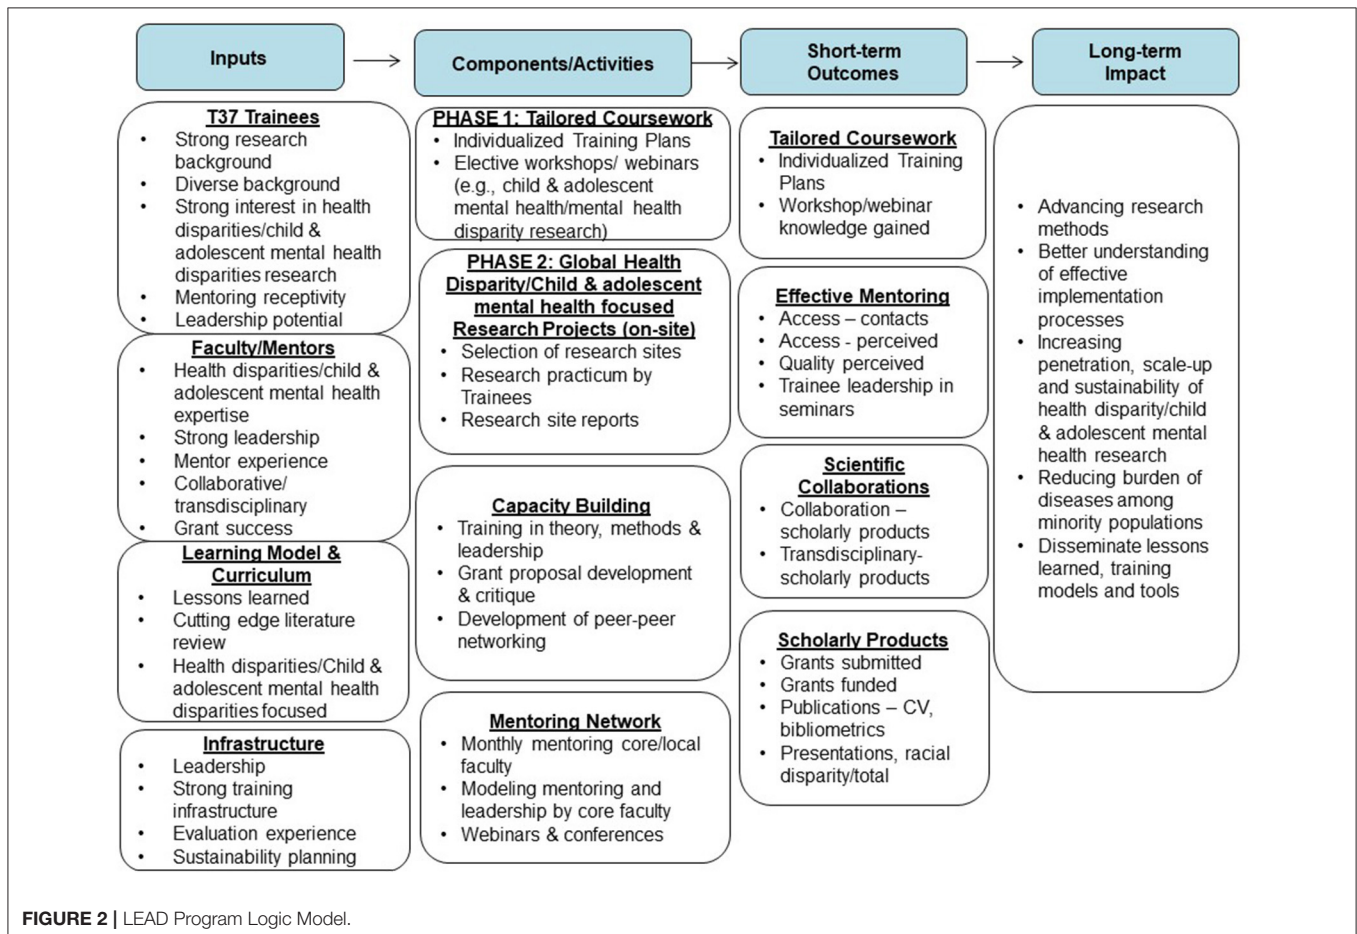 Inputs
Components/Activities
Short-term
Outcomes
Long-term
Impact
T37 Trainees
• Strong research
background
• Diverse background
• Strong interest in health
disparities/child &
adolescent mental health
disparities research
• Mentoring receptivity
• Leadership potential
Faculty/Mentors
• Health disparities/child &
adolescent mental health
expertise
• Strong leadership
• Mentor experience
• Collaborative/
transdisciplinary
• Grant success
Learning Model &
Curriculum
• Lessons learned
• Cutting edge literature
review
• Health disparities/Child &
adolescent mental health
disparities focused
Infrastructure
• Leadership
• Strong training
infrastructure
• Evaluation experience
• Sustainability planning
PHASE 1: Tailored Coursework
• Individualized Training Plans
• Elective workshops/ webinars
(e.g., child & adolescent
mental health/mental health
disparity research)
PHASE 2: Global Health
Disparity/Child & adolescent
mental health focused
Research Projects (on-site)
• Selection of research sites
• Research practicum by
Trainees
• Research site reports
Capacity Building
• Training in theory, methods &
leadership
• Grant proposal development
& critique
• Development of peer-peer
networking
Mentoring Network
• Monthly mentoring core/local
faculty
• Modeling mentoring and
leadership by core faculty
• Webinars & conferences
Tailored Coursework
• Individualized Training
Plans
• Workshop/webinar
knowledge gained
Effective Mentoring
• Access – contacts
• Access - perceived
• Quality perceived
• Trainee leadership in
seminars
Scientific
Collaborations
• Collaboration –
scholarly products
• Transdisciplinary-
scholarly products
Scholarly Products
• Grants submitted
• Grants funded
• Publications – CV,
bibliometrics
• Presentations, racial
disparity/total
• Advancing research
methods
• Better understanding
of effective
implementation
processes
• Increasing
penetration, scale-up
and sustainability of
health disparity/child
& adolescent mental
health research
• Reducing burden of
diseases among
minority populations
• Disseminate lessons
learned, training
models and tools
FIGURE 2 | LEAD Program Logic Model.